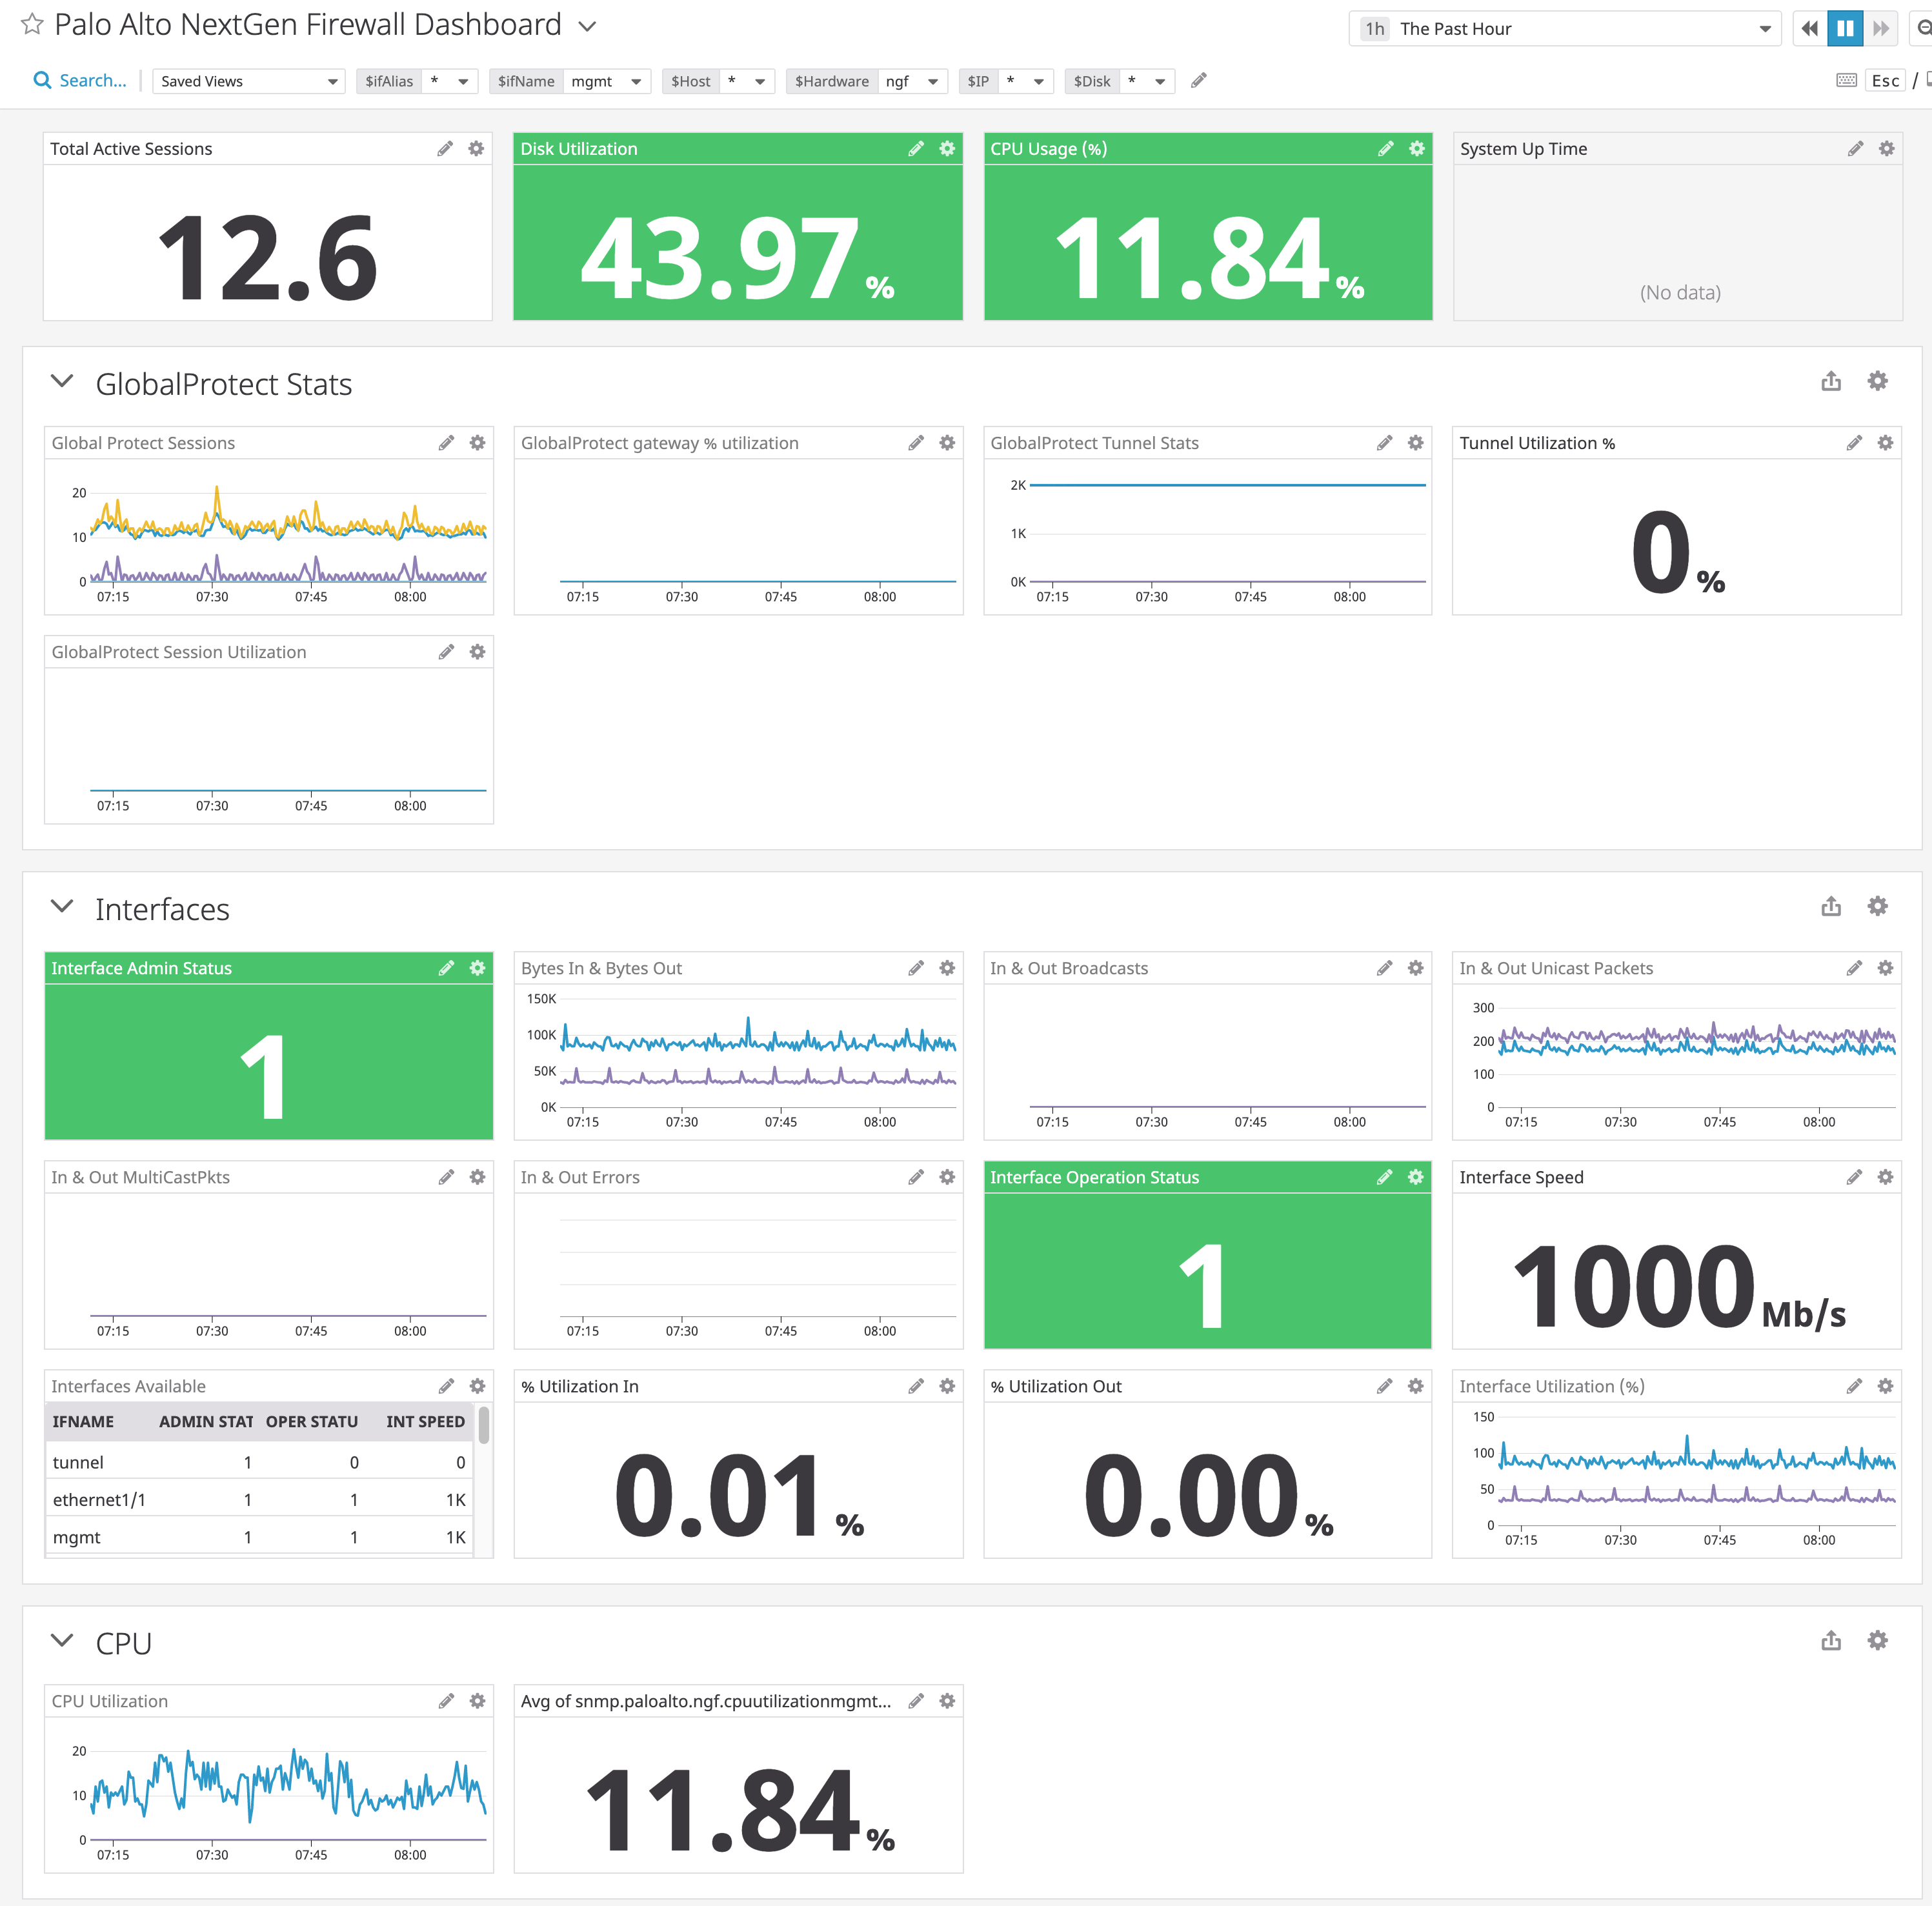 Palo Alto NextGen Firewall Dashboard
1h The Past Hour
Search... Saved Views $ifAlias * $ifName mgmt $Host * $Hardware ngf $IP * $Disk * Esc /
Total Active Sessions
12.6
Disk Utilization
43.97%
CPU Usage (%)
11.84%
System Up Time
(No data)
GlobalProtect Stats
Global Protect Sessions
20
10
0
07:15 07:30 07:45 08:00
GlobalProtect gateway % utilization
07:15 07:30 07:45 08:00
GlobalProtect Tunnel Stats
2K
1K
0K
07:15 07:30 07:45 08:00
Tunnel Utilization %
0%
GlobalProtect Session Utilization
07:15 07:30 07:45 08:00
Interfaces
Interface Admin Status
1
Bytes In & Bytes Out
150K
100K
50K
0K
07:15 07:30 07:45 08:00
In & Out Broadcasts
07:15 07:30 07:45 08:00
In & Out Unicast Packets
300
200
100
0
07:15 07:30 07:45 08:00
In & Out MultiCastPkts
07:15 07:30 07:45 08:00
In & Out Errors
07:15 07:30 07:45 08:00
Interface Operation Status
1
Interface Speed
1000 Mb/s
Interfaces Available
IFNAME ADMIN STAT OPER STATU INT SPEED
tunnel 1 0 0
ethernet1/1 1 1 1K
mgmt 1 1 1K
% Utilization In
0.01%
% Utilization Out
0.00%
Interface Utilization (%)
150
100
50
0
07:15 07:30 07:45 08:00
CPU
CPU Utilization
20
10
0
07:15 07:30 07:45 08:00
Avg of snmp.paloalto.ngf.cpuutilizationmgmt...
11.84%